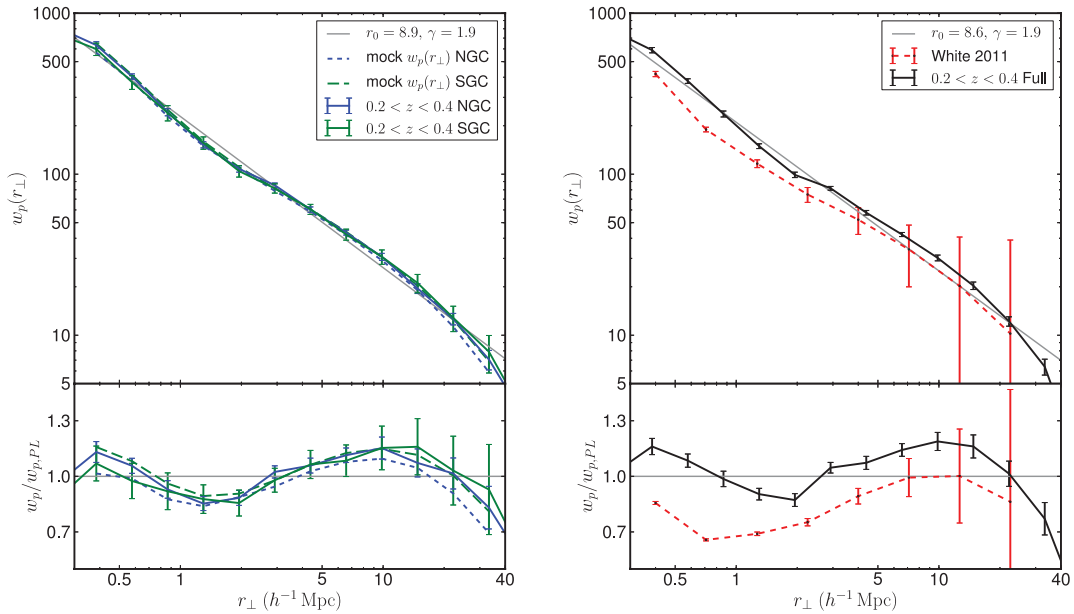 1000
500
100
50
10
5
w_p(r_⊥)
r_0 = 8.9, γ = 1.9
mock w_p(r_⊥) NGC
mock w_p(r_⊥) SGC
0.2 < z < 0.4 NGC
0.2 < z < 0.4 SGC
1.3
1.0
0.7
w_p/w_{p,PL}
0.5 1 5 10 40
r_⊥ (h^{-1} Mpc)
1000
500
100
50
10
5
w_p(r_⊥)
r_0 = 8.6, γ = 1.9
White 2011
0.2 < z < 0.4 Full
1.3
1.0
0.7
w_p/w_{p,PL}
0.5 1 5 10 40
r_⊥ (h^{-1} Mpc)